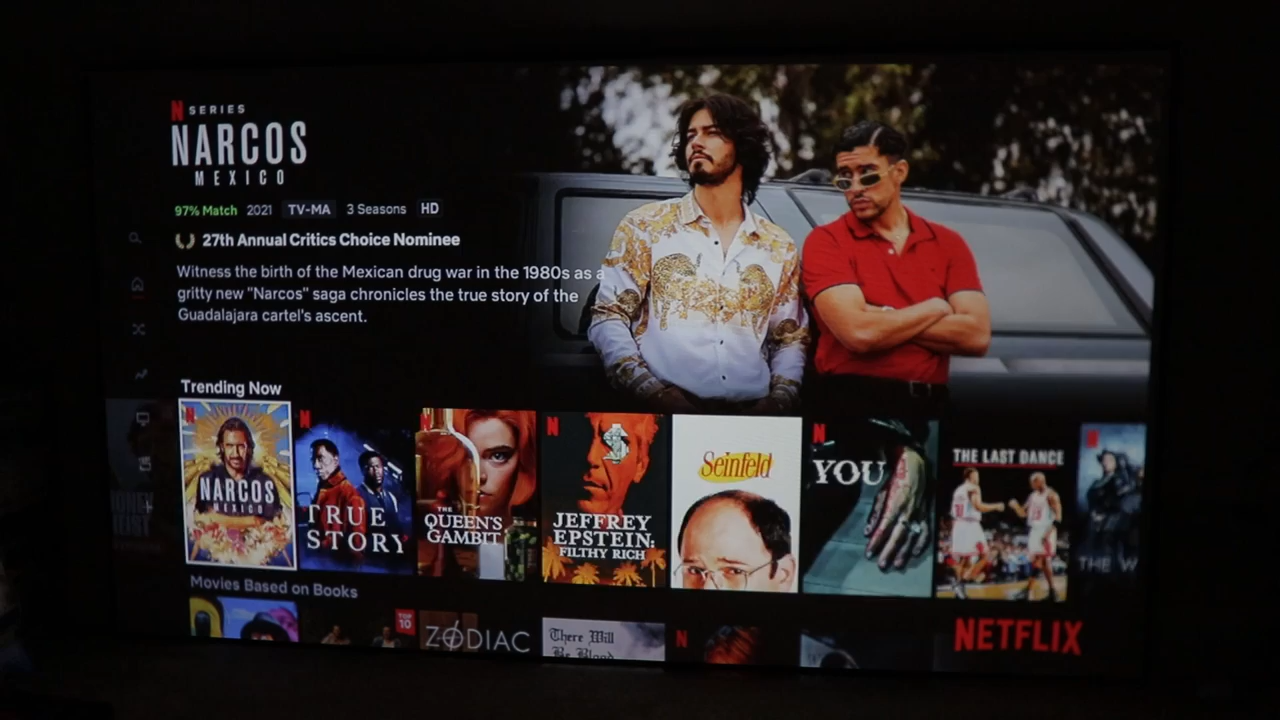 N SERIES
NARCOS
MEXICO
97% Match 2021 TV-MA 3 Seasons HD
27th Annual Critics Choice Nominee
Witness the birth of the Mexican drug war in the 1980s as a
gritty new "Narcos" saga chronicles the true story of the
Guadalajara cartel's ascent.
Trending Now
N
NARCOS
MEXICO
N
TRUE
STORY
N
THE
QUEEN'S
GAMBIT
N
JEFFREY
EPSTEIN:
FILTHY RICH
Seinfeld
N
YOU
THE LAST DANCE
N
THE W
Movies Based on Books
TOP
10
ZODIAC
There Will
Be Blood
N
NETFLIX